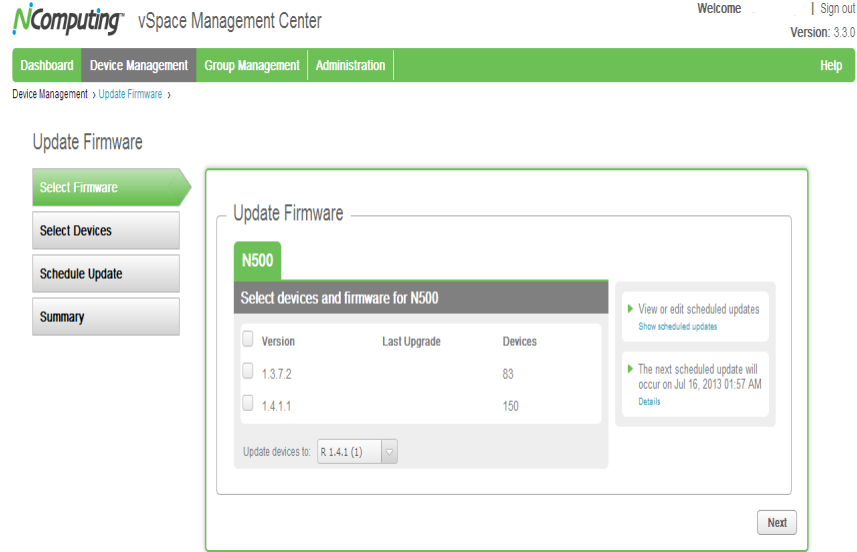 NComputing™ vSpace Management Center
Welcome | Sign out
Version: 3.3.0
Dashboard Device Management Group Management Administration Help
Device Management > Update Firmware >
Update Firmware
Select Firmware
Select Devices
Schedule Update
Summary
Update Firmware
N500
Select devices and firmware for N500
Version Last Upgrade Devices
1.3.7.2 83
1.4.1.1 150
Update devices to: R 1.4.1 (1)
View or edit scheduled updates
Show scheduled updates
The next scheduled update will
occur on Jul 16, 2013 01:57 AM
Details
Next